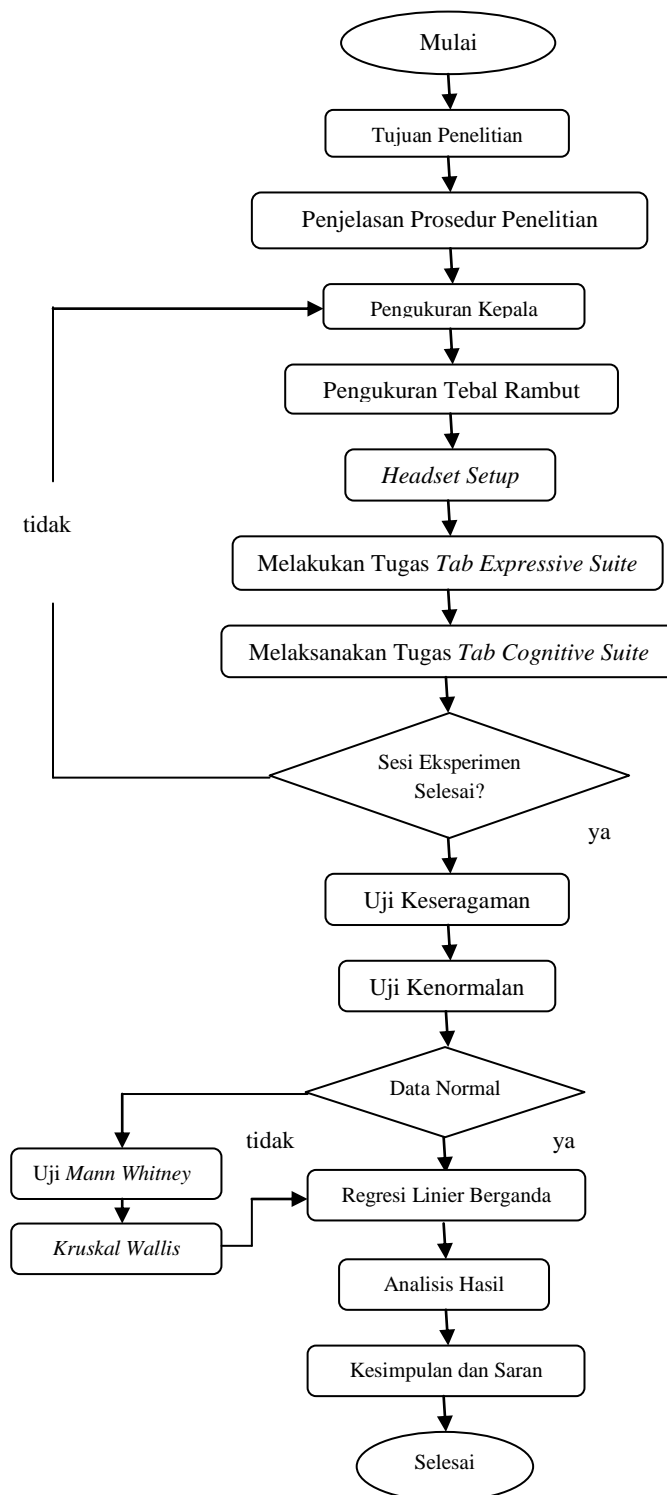 Mulai
Tujuan Penelitian
Penjelasan Prosedur Penelitian
Pengukuran Kepala
Pengukuran Tebal Rambut
Headset Setup
tidak
Melakukan Tugas Tab Expressive Suite
Melaksanakan Tugas Tab Cognitive Suite
Sesi Eksperimen
Selesai?
ya
Uji Keseragaman
Uji Kenormalan
Data Normal
tidak
ya
Uji Mann Whitney
Regresi Linier Berganda
Kruskal Wallis
Analisis Hasil
Kesimpulan dan Saran
Selesai